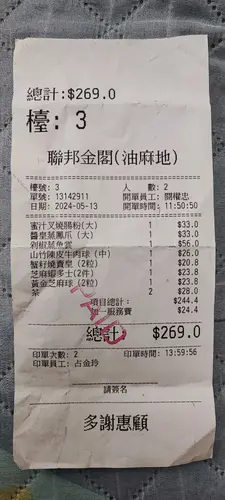 總計:$269.0
檯: 3
聯邦金閣(油麻地)
檯號: 3 人 數: 2
單號: 13142911 開單員工: 關權忠
日期: 2024-05-13 開單時間: 11:50:50
蜜汁叉燒腸粉(大) 1 $33.0
醬皇蒸鳳爪 (大) 1 $33.0
剁椒蒸魚雲 1 $56.0
山竹陳皮牛肉球 (中) 1 $26.0
蟹籽燒賣皇 (2粒) 1 $20.8
芝麻蝦多士(2件) 1 $23.8
黃金芝麻球 (2粒) 1 $23.8
茶 2 $28.0
項目總計: $244.4
加一服務費 $24.4
總計: $269.0
PAID
印單次數: 2 印單時間: 13:59:56
印單員工: 占金玲
請簽名
多謝惠顧